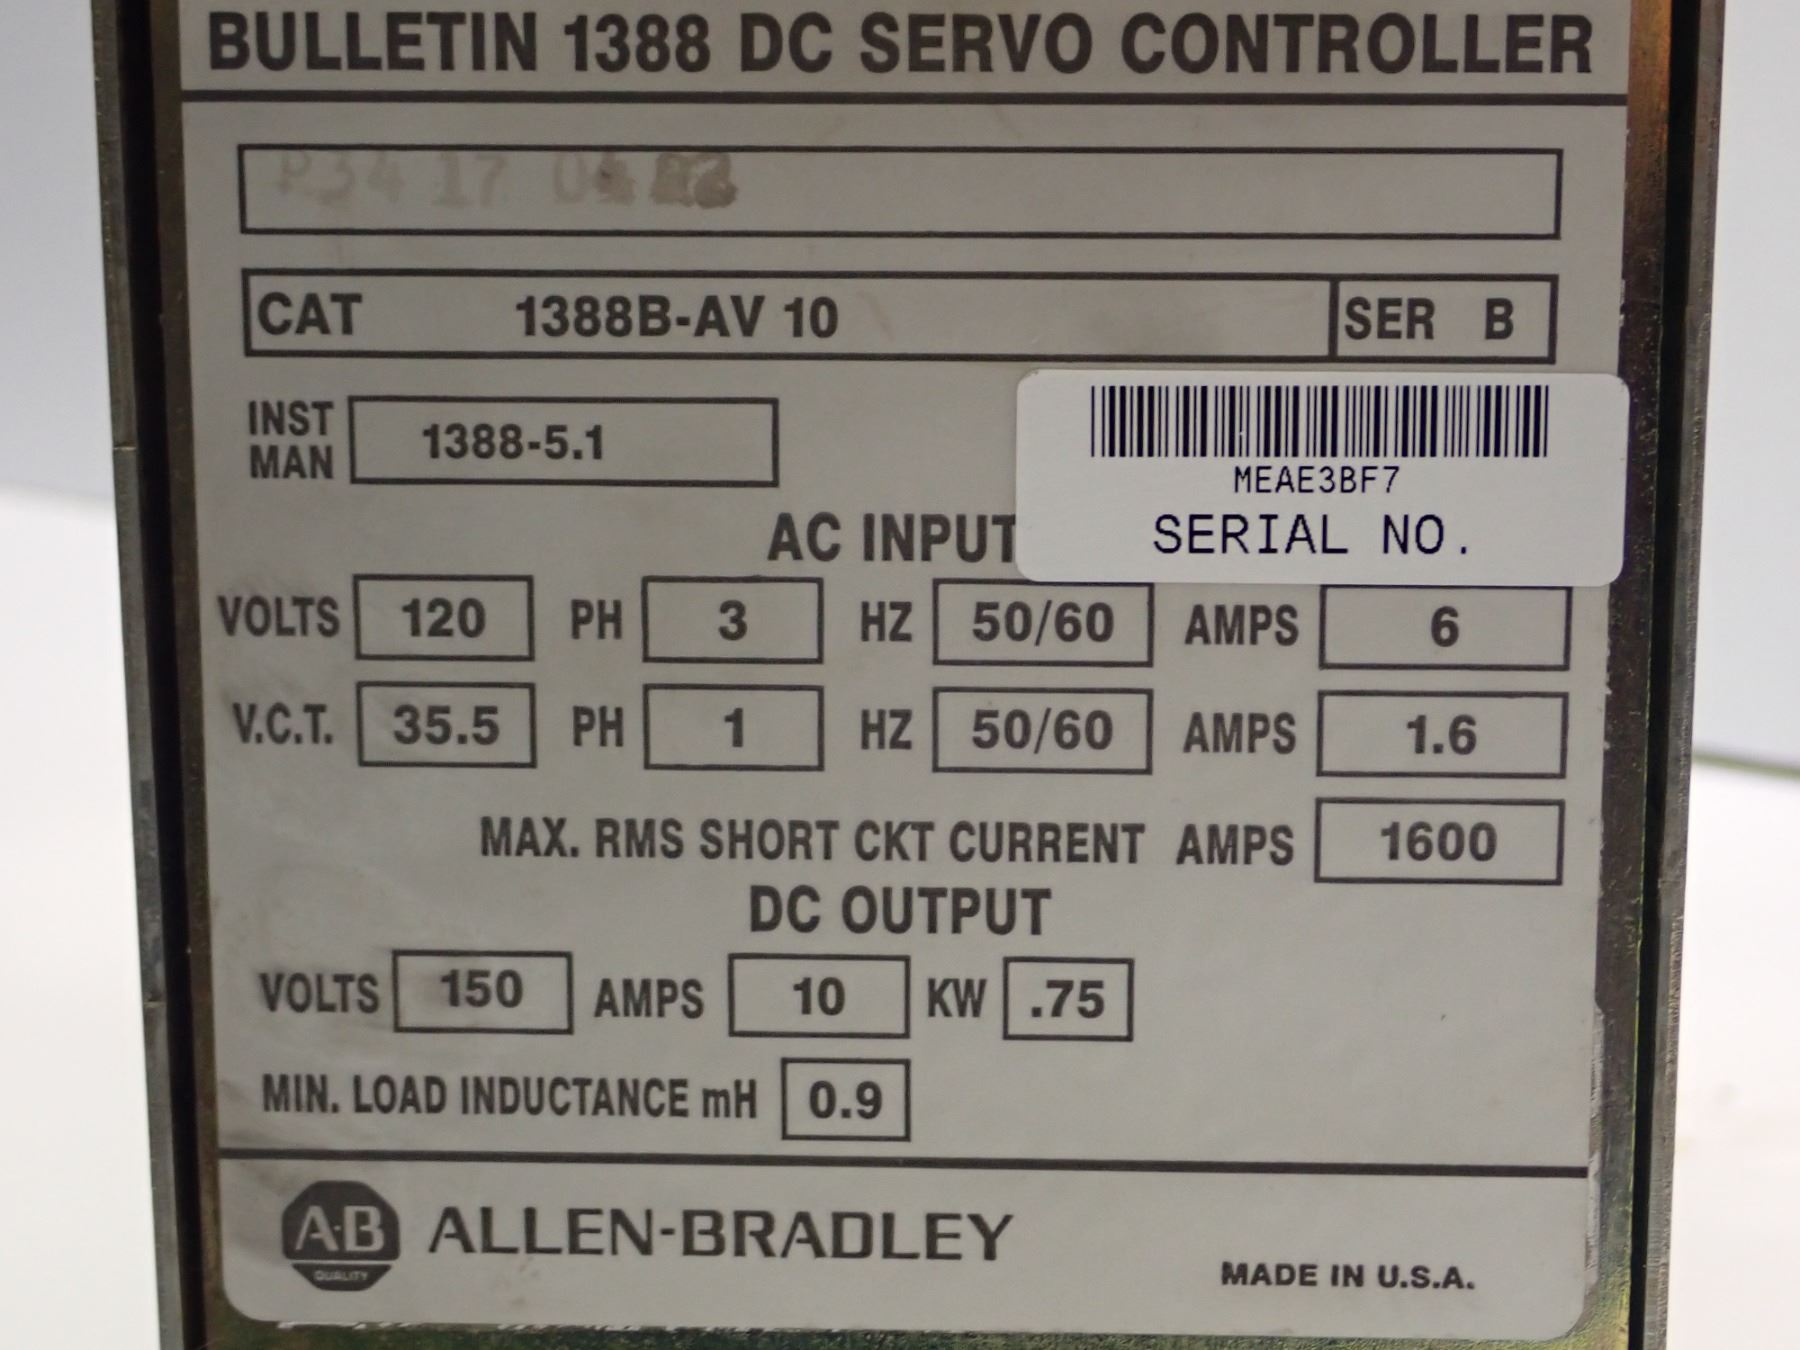 BULLETIN 1388 DC SERVO CONTROLLER
P34 17
CAT 1388B-AV 10 SER B
INST MAN 1388-5.1
MEAE3BF7
SERIAL NO.
AC INPUT
VOLTS 120 PH 3 HZ 50/60 AMPS 6
V.C.T. 35.5 PH 1 HZ 50/60 AMPS 1.6
MAX. RMS SHORT CKT CURRENT AMPS 1600
DC OUTPUT
VOLTS 150 AMPS 10 KW .75
MIN. LOAD INDUCTANCE mH 0.9
A-B QUALITY ALLEN-BRADLEY
MADE IN U.S.A.